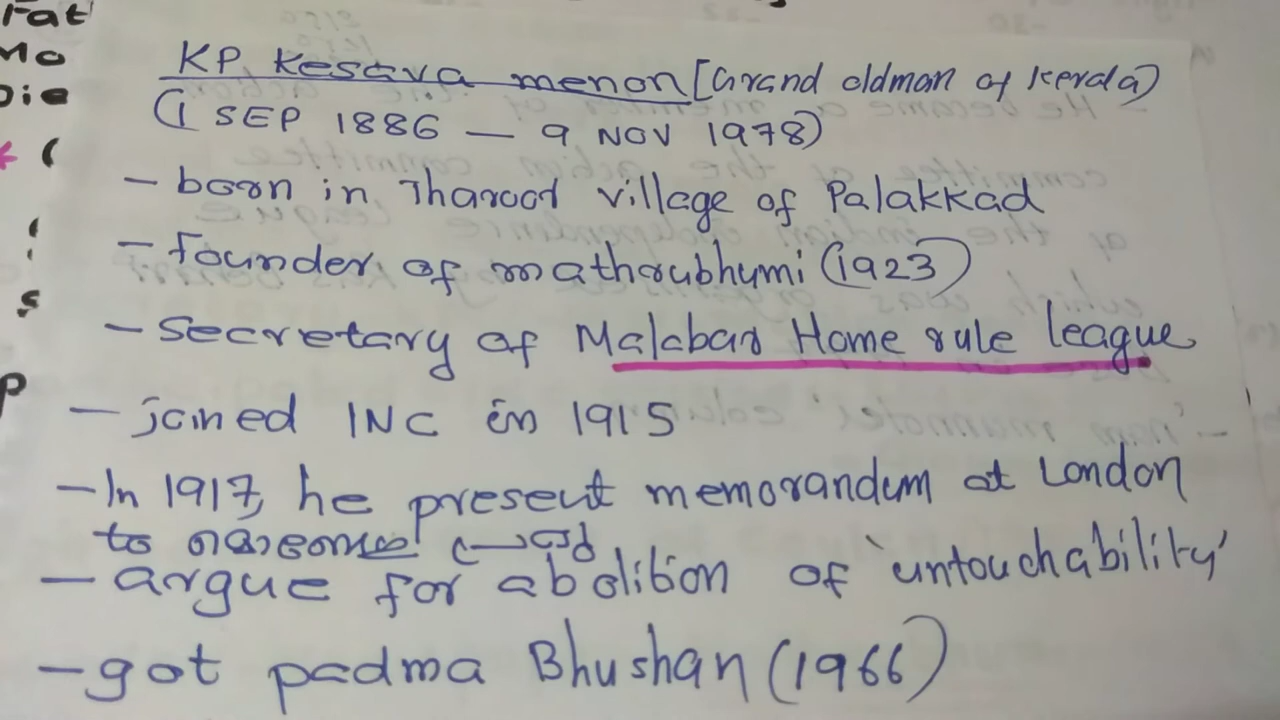 KP Kesava menon [Grand oldman of Kerala)
(1 SEP 1886 — 9 NOV 1978)
- born in Tharoor village of Palakkad
- founder of mathrubhumi (1923)
- Secretary of Malabar Home rule league
- joined INC in 1915
- In 1917, he present memorandum at London
to
- argue for abolition of 'untouchability'
- got padma Bhushan (1966)